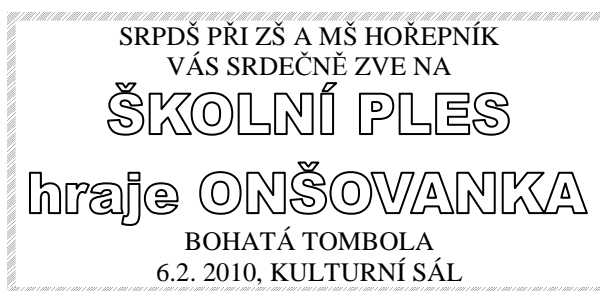 SRPDŠ PŘI ZŠ A MŠ HOŘEPNÍK
VÁS SRDEČNĚ ZVE NA
ŠKOLNÍ PLES
hraje ONŠOVANKA
BOHATÁ TOMBOLA
6.2. 2010, KULTURNÍ SÁL